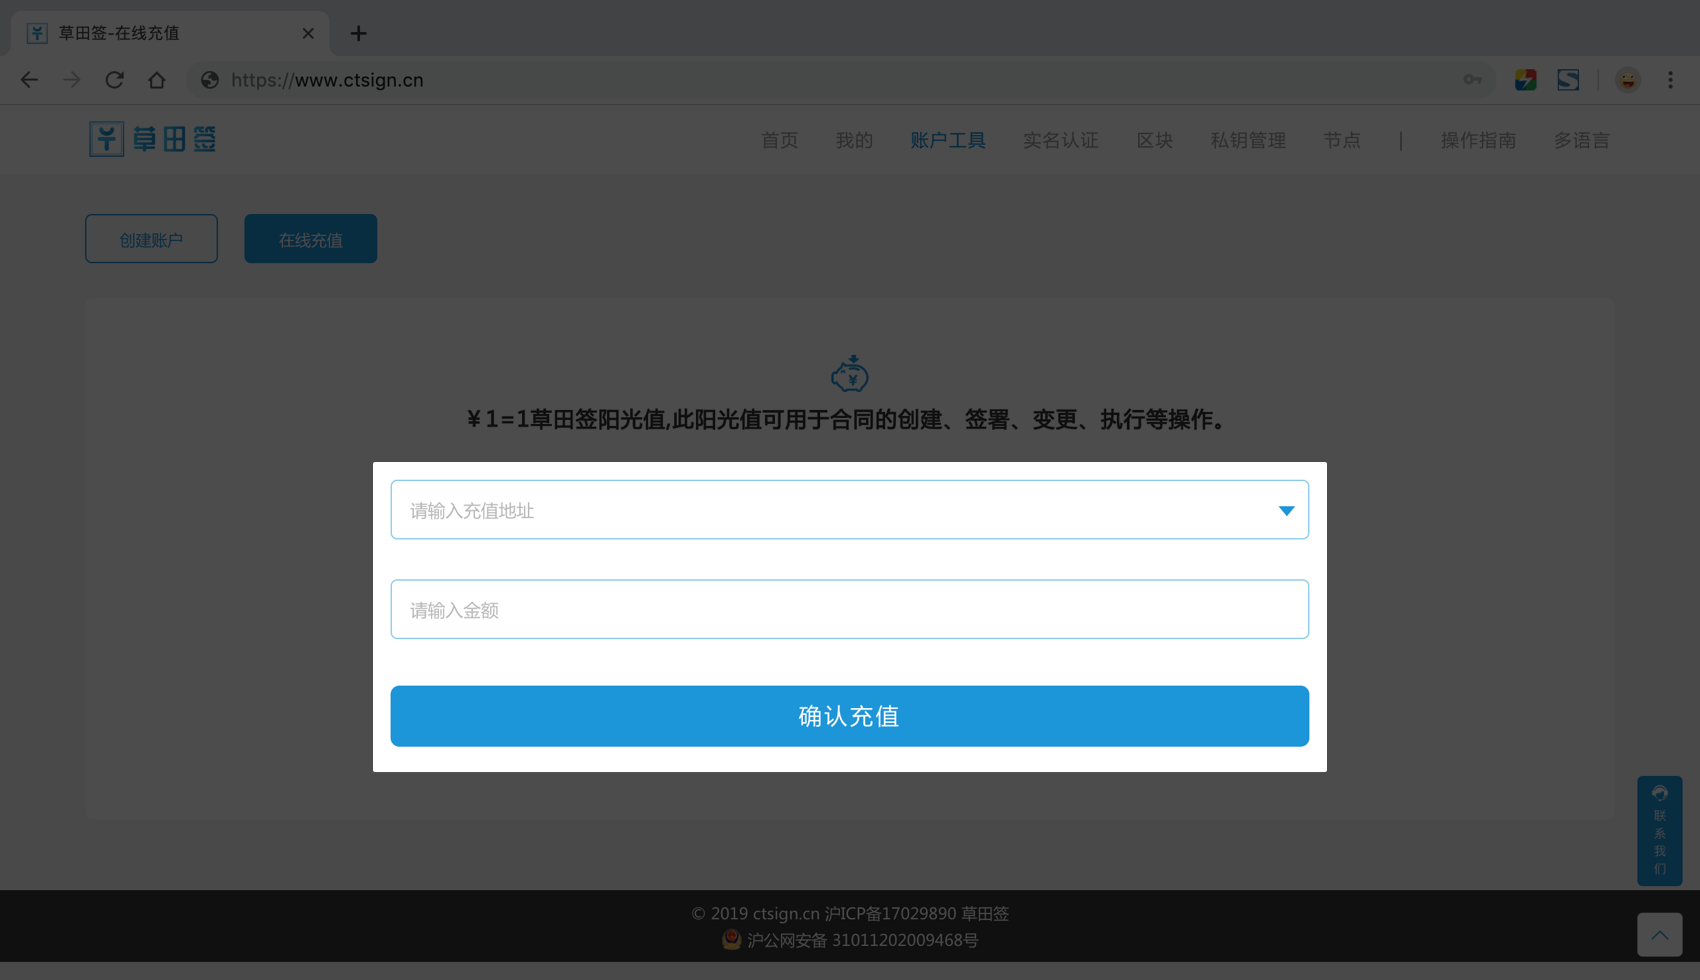 草田签-在线充值
https://www.ctsign.cn
草田签
首页 我的 账户工具 实名认证 区块 私钥管理 节点 | 操作指南 多语言
创建账户 在线充值
￥1=1草田签阳光值,此阳光值可用于合同的创建、签署、变更、执行等操作。
请输入充值地址
请输入金额
确认充值
联系我们
© 2019 ctsign.cn 沪ICP备17029890 草田签
沪公网安备 31011202009468号